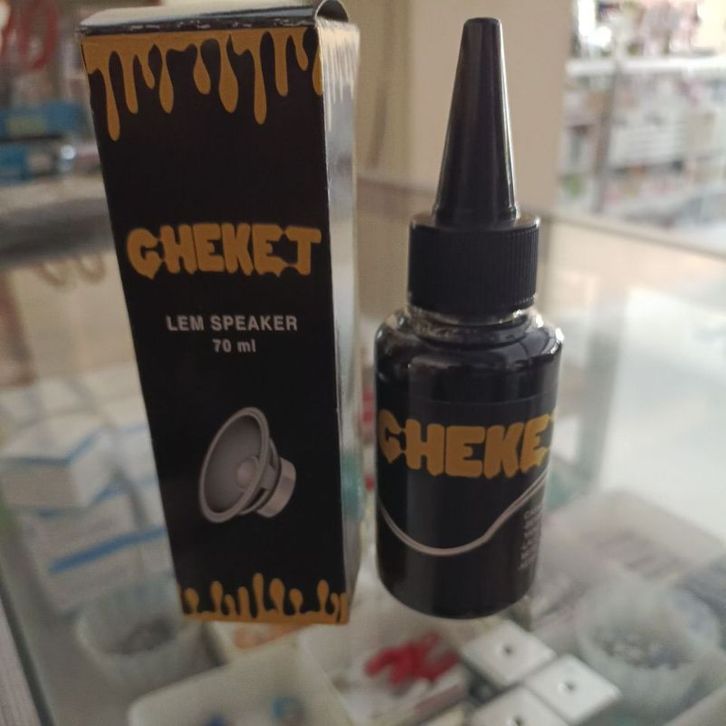 GHEKET
LEM SPEAKER
70 ml
GHEKET